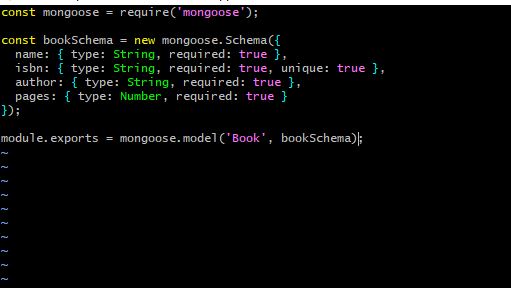 const mongoose = require('mongoose');
const bookSchema = new mongoose.Schema({
  name: { type: String, required: true },
  isbn: { type: String, required: true, unique: true },
  author: { type: String, required: true },
  pages: { type: Number, required: true }
});
module.exports = mongoose.model('Book', bookSchema);
~
~
~
~
~
~
~
~
~
~